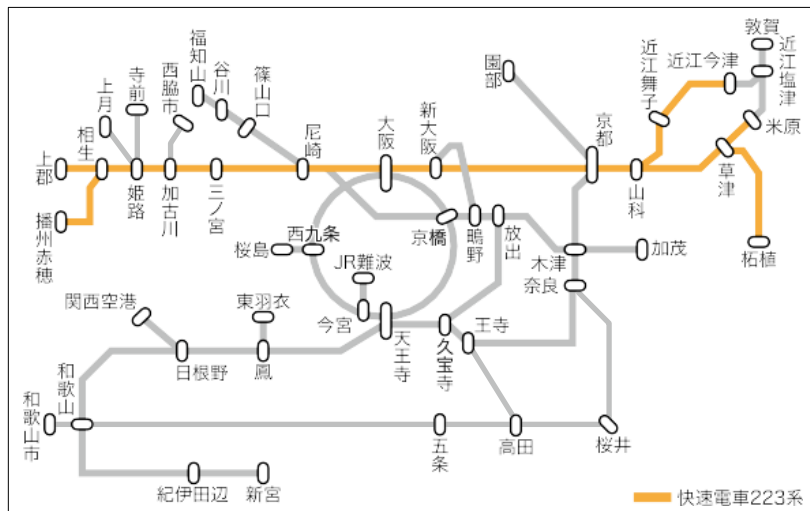 敦賀
近江塩津
近江今津
近江舞子
米原
園部
京都
山科
草津
柘植
福知山
谷川
篠山口
西脇市
寺前
上月
相生
上郡
播州赤穂
姫路
加古川
三ノ宮
尼崎
大阪
新大阪
京橋
鴫野
放出
木津
加茂
奈良
桜島
西九条
JR難波
今宮
天王寺
久宝寺
王寺
関西空港
東羽衣
日根野
鳳
和歌山
和歌山市
五条
高田
桜井
紀伊田辺
新宮
快速電車223系